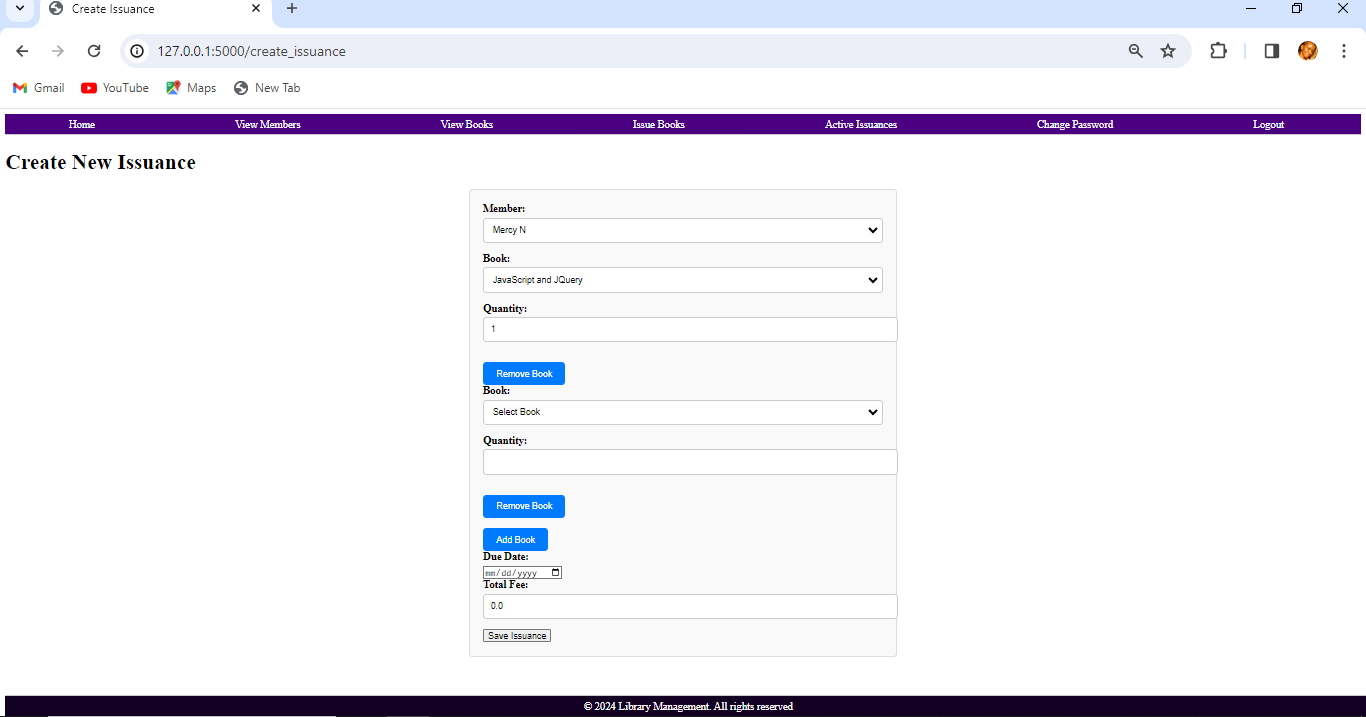 Create Issuance
127.0.0.1:5000/create_issuance
Gmail YouTube Maps New Tab
Home View Members View Books Issue Books Active Issuances Change Password Logout
Create New Issuance
Member:
Mercy N
Book:
JavaScript and JQuery
Quantity:
1
Remove Book
Book:
Select Book
Quantity:
Remove Book
Add Book
Due Date:
mm/dd/yyyy
Total Fee:
0.0
Save Issuance
© 2024 Library Management. All rights reserved